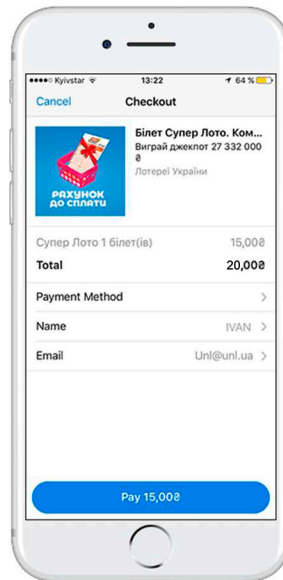 Kyivstar 13:22 64 %
Cancel Checkout
Білет Супер Лото. Ком...
Виграй джекпот 27 332 000
₴
Лотереї України
РАХУНОК
ДО СПЛАТИ
Супер Лото 1 білет(ів) 15,00₴
Total 20,00₴
Payment Method
Name IVAN
Email Unl@unl.ua
Pay 15,00₴